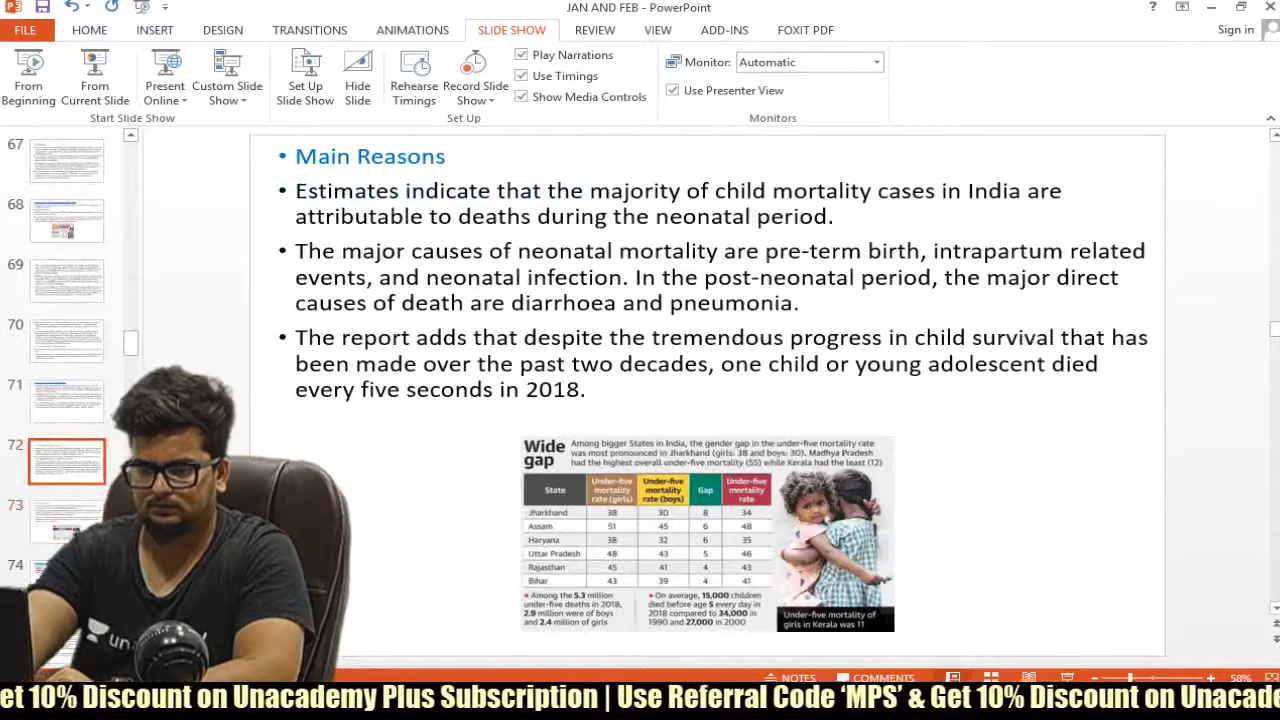 JAN AND FEB - PowerPoint
FILE HOME INSERT DESIGN TRANSITIONS ANIMATIONS SLIDE SHOW REVIEW VIEW ADD-INS FOXIT PDF Sign in
From Beginning
From Current Slide
Present Online
Custom Slide Show
Set Up Slide Show
Hide Slide
Rehearse Timings
Record Slide Show
Play Narrations
Use Timings
Show Media Controls
Monitor: Automatic
Use Presenter View
Start Slide Show
Set Up
Monitors
67
68
69
70
71
72
73
74
• Main Reasons
• Estimates indicate that the majority of child mortality cases in India are
attributable to deaths during the neonatal period.
• The major causes of neonatal mortality are pre-term birth, intrapartum related
events, and neonatal infection. In the post-neonatal period, the major direct
causes of death are diarrhoea and pneumonia.
• The report adds that despite the tremendous progress in child survival that has
been made over the past two decades, one child or young adolescent died
every five seconds in 2018.
Wide gap
Among bigger States in India, the gender gap in the under-five mortality rate
was most pronounced in Jharkhand (girls: 38 and boys: 30). Madhya Pradesh
had the highest overall under-five mortality (55) while Kerala had the least (12)
State Under-five mortality rate (girls) Under-five mortality rate (boys) Gap Under-five mortality rate
Jharkhand 38 30 8 34
Assam 51 45 6 48
Haryana 38 32 6 35
Uttar Pradesh 48 43 5 46
Rajasthan 45 41 4 43
Bihar 43 39 4 41
Among the 5.3 million
under-five deaths in 2018,
2.9 million were of boys
and 2.4 million of girls
On average, 15,000 children
died before age 5 every day in
2018 compared to 34,000 in
1990 and 27,000 in 2000
Under-five mortality of
girls in Kerala was 11
NOTES COMMENTS 58%
et 10% Discount on Unacademy Plus Subscription | Use Referral Code ‘MPS’ & Get 10% Discount on Unacade